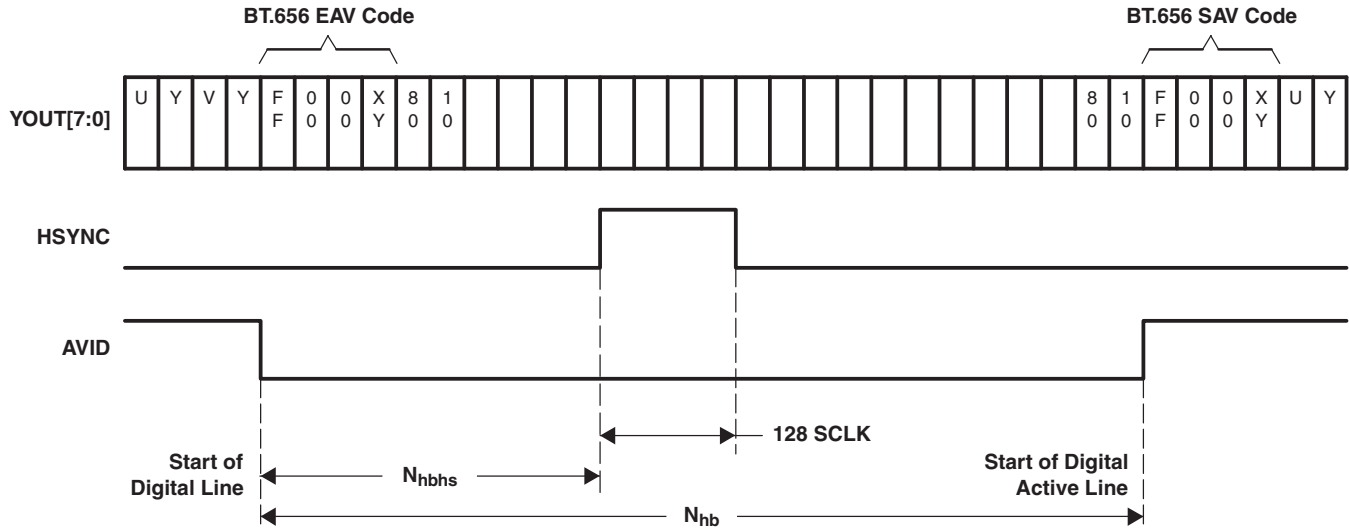 BT.656 EAV Code
BT.656 SAV Code
YOUT[7:0]
U Y V Y F 0 0 X 8 1 8 1 F 0 0 X U Y
F 0 0 Y 0 0 0 0 F 0 0 Y
HSYNC
AVID
128 SCLK
Start of
Digital Line
Nhbhs
Start of Digital
Active Line
Nhb